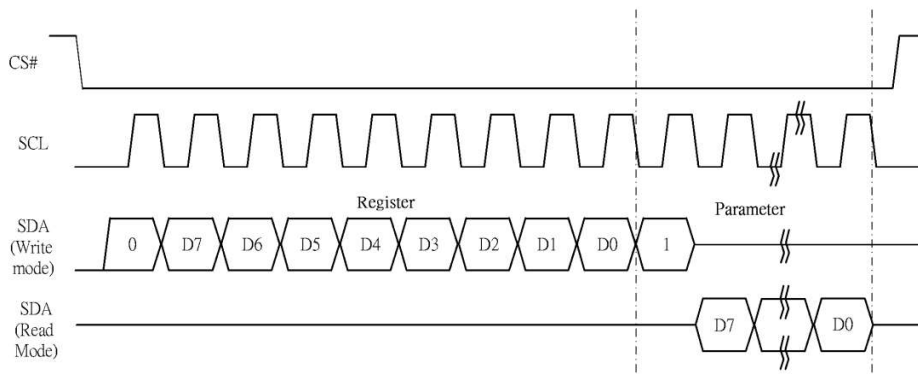 CS#
SCL
Register
Parameter
SDA
(Write
mode)
0 D7 D6 D5 D4 D3 D2 D1 D0 1
SDA
(Read
Mode)
D7 D0